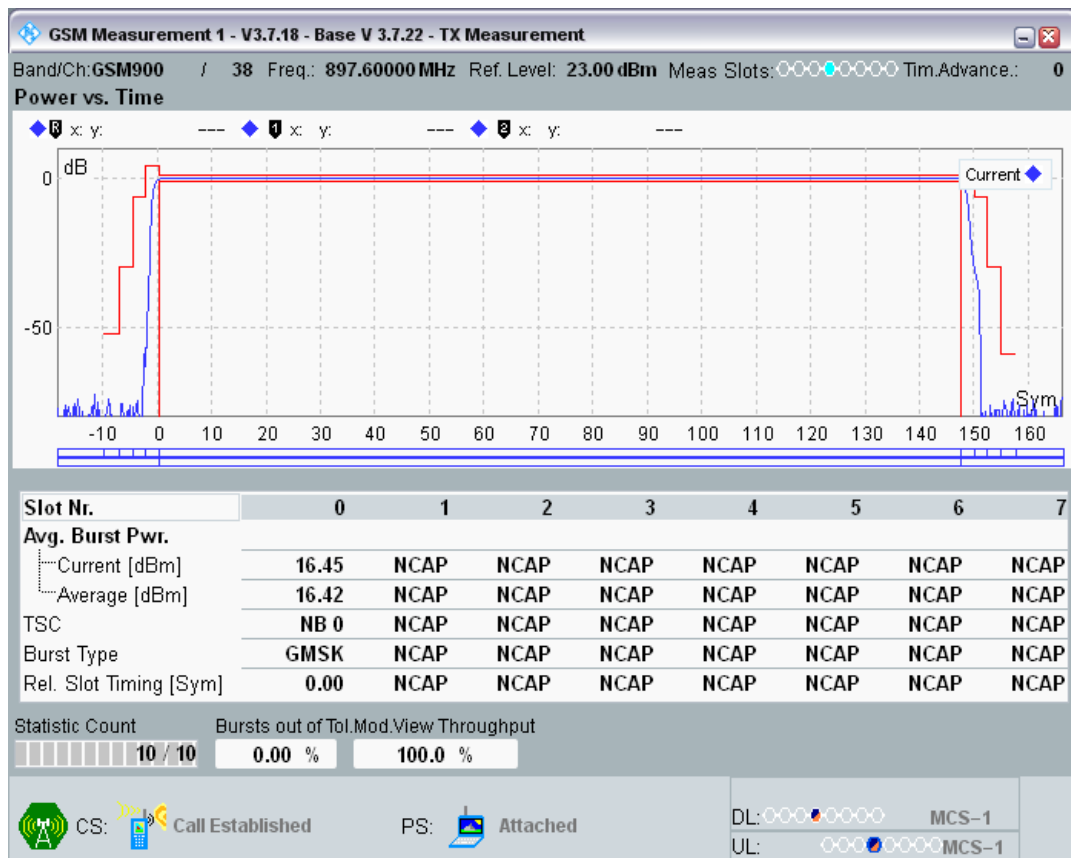 GSM Measurement 1 - V3.7.18 - Base V 3.7.22 - TX Measurement
Band/Ch:GSM900 / 38 Freq.: 897.60000 MHz Ref. Level: 23.00 dBm Meas Slots: Tim.Advance.: 0
Power vs. Time
R x: y: --- 1 x: y: --- 2 x: y: ---
dB
Current
0
-50
Sym
-10 0 10 20 30 40 50 60 70 80 90 100 110 120 130 140 150 160
Slot Nr. 0 1 2 3 4 5 6 7
Avg. Burst Pwr.
Current [dBm] 16.45 NCAP NCAP NCAP NCAP NCAP NCAP NCAP
Average [dBm] 16.42 NCAP NCAP NCAP NCAP NCAP NCAP NCAP
TSC NB 0 NCAP NCAP NCAP NCAP NCAP NCAP NCAP
Burst Type GMSK NCAP NCAP NCAP NCAP NCAP NCAP NCAP
Rel. Slot Timing [Sym] 0.00 NCAP NCAP NCAP NCAP NCAP NCAP NCAP
Statistic Count Bursts out of Tol.Mod.View Throughput
10 / 10 0.00 % 100.0 %
CS: Call Established PS: Attached DL: MCS-1
UL: MCS-1